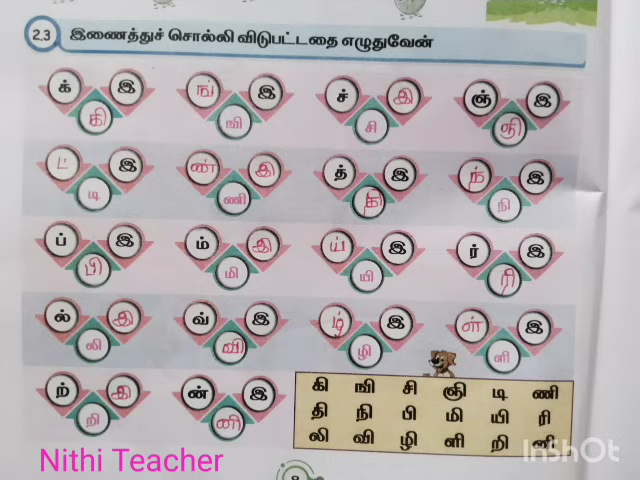 2.3 இணைத்துச் சொல்லி விடுபட்டதை எழுதுவேன்
க் இ ங் இ ச் இ ஞ் இ
கி ஙி சி ஞி
ட் இ ண் இ த் இ ந் இ
டி ணி தி நி
ப் இ ம் இ ய் இ ர் இ
பி மி யி ரி
ல் இ வ் இ ழ் இ ள் இ
லி வி ழி ளி
ற் இ ன் இ
றி னி
கி ஙி சி ஞி டி ணி
தி நி பி மி யி ரி
லி வி ழி ளி றி னி
Nithi Teacher
InShOt